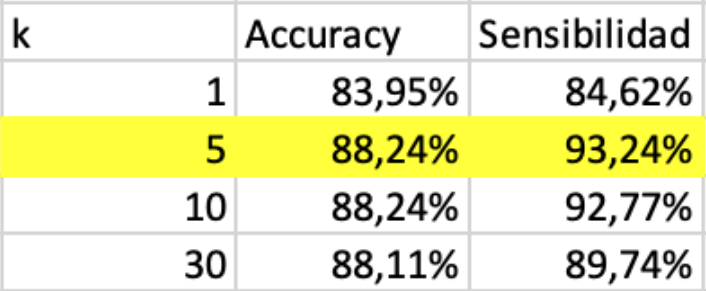 k Accuracy Sensibilidad
1 83,95% 84,62%
5 88,24% 93,24%
10 88,24% 92,77%
30 88,11% 89,74%